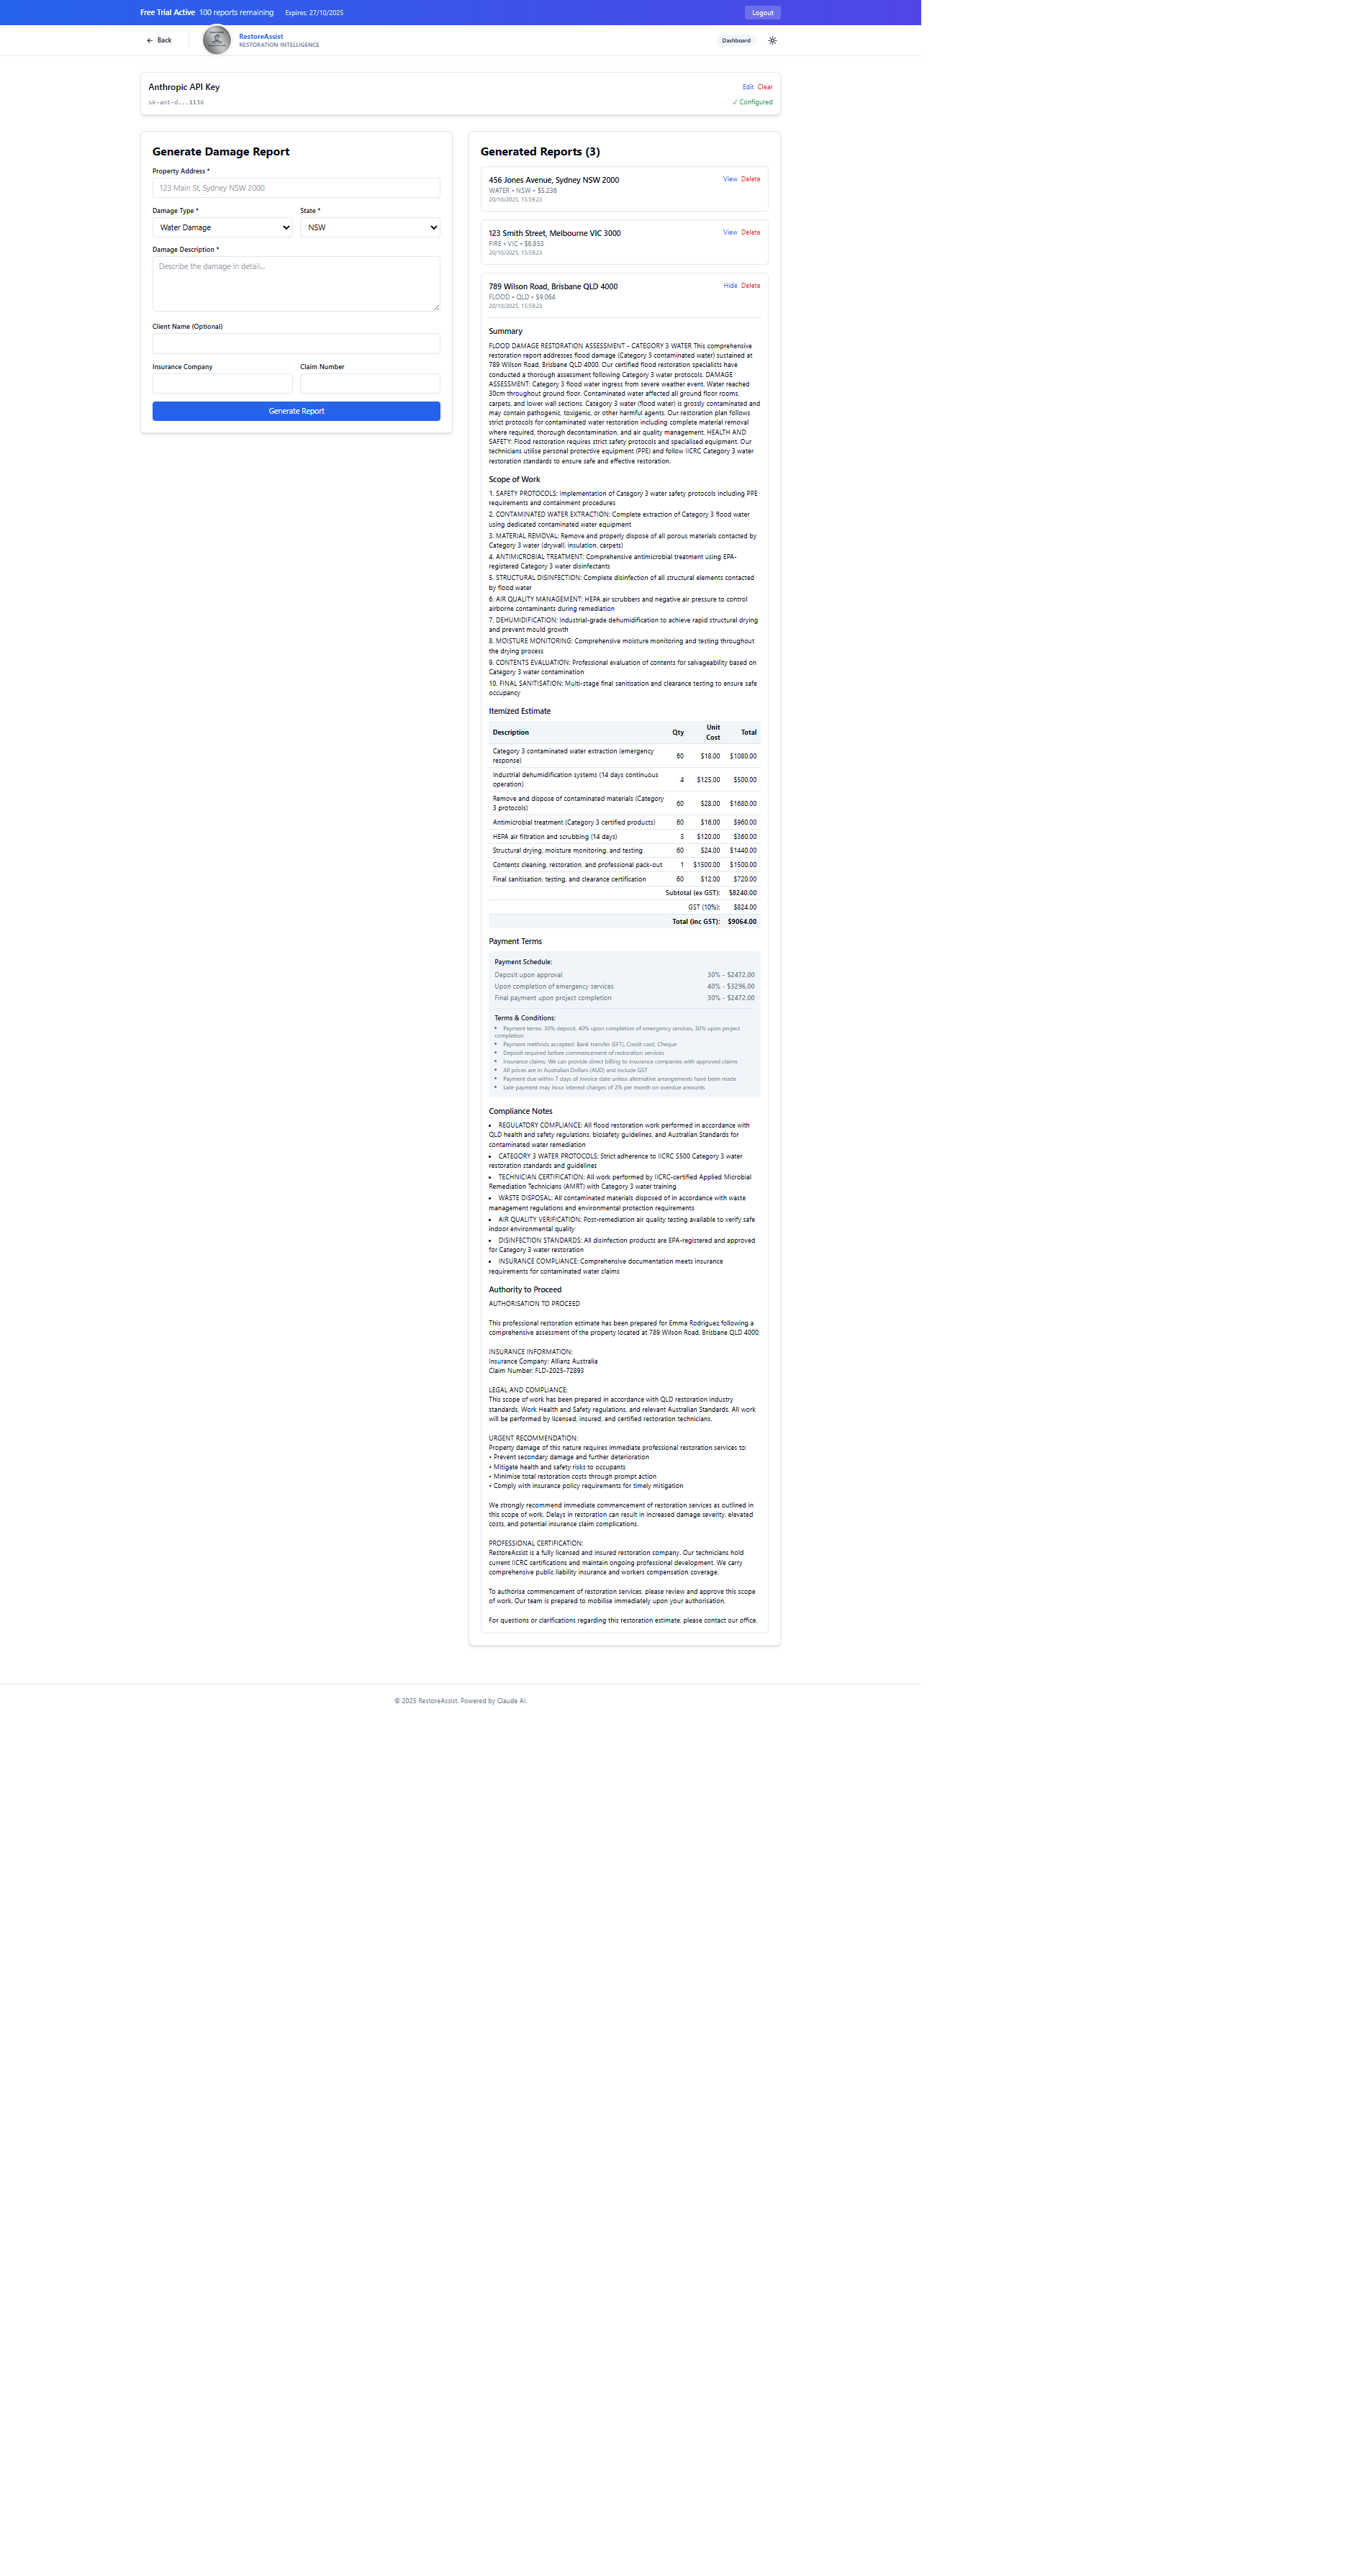 Free Trial Active 100 reports remaining Expires: 27/10/2025 Logout
← Back
RestoreAssist
RESTORATION INTELLIGENCE
Dashboard
Anthropic API Key
Edit Clear
sk-ant-d...1136
✓ Configured
Generate Damage Report
Property Address *
123 Main St, Sydney NSW 2000
Damage Type * State *
Water Damage NSW
Damage Description *
Describe the damage in detail...
Client Name (Optional)
Insurance Company Claim Number
Generate Report
Generated Reports (3)
456 Jones Avenue, Sydney NSW 2000 View Delete
WATER • NSW • $5,236
20/10/2025, 15:59:23
123 Smith Street, Melbourne VIC 3000 View Delete
FIRE • VIC • $6,853
20/10/2025, 15:59:23
789 Wilson Road, Brisbane QLD 4000 Hide Delete
FLOOD • QLD • $9,064
20/10/2025, 15:59:23
Summary
FLOOD DAMAGE RESTORATION ASSESSMENT - CATEGORY 3 WATER This comprehensive
restoration report addresses flood damage (Category 3 contaminated water) sustained at
789 Wilson Road, Brisbane QLD 4000. Our certified flood restoration specialists have
conducted a thorough assessment following Category 3 water protocols. DAMAGE
ASSESSMENT: Category 3 flood water ingress from severe weather event. Water reached
30cm throughout ground floor. Contaminated water affected all ground floor rooms,
carpets, and lower wall sections. Category 3 water (flood water) is grossly contaminated and
may contain pathogenic, toxigenic, or other harmful agents. Our restoration plan follows
strict protocols for contaminated water restoration including complete material removal
where required, thorough decontamination, and air quality management. HEALTH AND
SAFETY: Flood restoration requires strict safety protocols and specialised equipment. Our
technicians utilise personal protective equipment (PPE) and follow IICRC Category 3 water
restoration standards to ensure safe and effective restoration.
Scope of Work
1. SAFETY PROTOCOLS: Implementation of Category 3 water safety protocols including PPE
requirements and containment procedures
2. CONTAMINATED WATER EXTRACTION: Complete extraction of Category 3 flood water
using dedicated contaminated water equipment
3. MATERIAL REMOVAL: Remove and properly dispose of all porous materials contacted by
Category 3 water (drywall, insulation, carpets)
4. ANTIMICROBIAL TREATMENT: Comprehensive antimicrobial treatment using EPA-
registered Category 3 water disinfectants
5. STRUCTURAL DISINFECTION: Complete disinfection of all structural elements contacted
by flood water
6. AIR QUALITY MANAGEMENT: HEPA air scrubbers and negative air pressure to control
airborne contaminants during remediation
7. DEHUMIDIFICATION: Industrial-grade dehumidification to achieve rapid structural drying
and prevent mould growth
8. MOISTURE MONITORING: Comprehensive moisture monitoring and testing throughout
the drying process
9. CONTENTS EVALUATION: Professional evaluation of contents for salvageability based on
Category 3 water contamination
10. FINAL SANITISATION: Multi-stage final sanitisation and clearance testing to ensure safe
occupancy
Itemized Estimate
Description Qty Unit Cost Total
Category 3 contaminated water extraction (emergency response) 60 $18.00 $1080.00
Industrial dehumidification systems (14 days continuous operation) 4 $125.00 $500.00
Remove and dispose of contaminated materials (Category 3 protocols) 60 $28.00 $1680.00
Antimicrobial treatment (Category 3 certified products) 60 $16.00 $960.00
HEPA air filtration and scrubbing (14 days) 3 $120.00 $360.00
Structural drying, moisture monitoring, and testing 60 $24.00 $1440.00
Contents cleaning, restoration, and professional pack-out 1 $1500.00 $1500.00
Final sanitisation, testing, and clearance certification 60 $12.00 $720.00
Subtotal (ex GST): $8240.00
GST (10%): $824.00
Total (inc GST): $9064.00
Payment Terms
Payment Schedule:
Deposit upon approval 30% - $2472.00
Upon completion of emergency services 40% - $3296.00
Final payment upon project completion 30% - $2472.00
Terms & Conditions:
• Payment terms: 30% deposit, 40% upon completion of emergency services, 30% upon project
completion
• Payment methods accepted: Bank transfer (EFT), Credit card, Cheque
• Deposit required before commencement of restoration services
• Insurance claims: We can provide direct billing to insurance companies with approved claims
• All prices are in Australian Dollars (AUD) and include GST
• Payment due within 7 days of invoice date unless alternative arrangements have been made
• Late payment may incur interest charges of 2% per month on overdue amounts
Compliance Notes
• REGULATORY COMPLIANCE: All flood restoration work performed in accordance with
QLD health and safety regulations, biosafety guidelines, and Australian Standards for
contaminated water remediation
• CATEGORY 3 WATER PROTOCOLS: Strict adherence to IICRC S500 Category 3 water
restoration standards and guidelines
• TECHNICIAN CERTIFICATION: All work performed by IICRC-certified Applied Microbial
Remediation Technicians (AMRT) with Category 3 water training
• WASTE DISPOSAL: All contaminated materials disposed of in accordance with waste
management regulations and environmental protection requirements
• AIR QUALITY VERIFICATION: Post-remediation air quality testing available to verify safe
indoor environmental quality
• DISINFECTION STANDARDS: All disinfection products are EPA-registered and approved
for Category 3 water restoration
• INSURANCE COMPLIANCE: Comprehensive documentation meets insurance
requirements for contaminated water claims
Authority to Proceed
AUTHORISATION TO PROCEED
This professional restoration estimate has been prepared for Emma Rodriguez following a
comprehensive assessment of the property located at 789 Wilson Road, Brisbane QLD 4000.
INSURANCE INFORMATION:
Insurance Company: Allianz Australia
Claim Number: FLD-2025-72893
LEGAL AND COMPLIANCE:
This scope of work has been prepared in accordance with QLD restoration industry
standards, Work Health and Safety regulations, and relevant Australian Standards. All work
will be performed by licensed, insured, and certified restoration technicians.
URGENT RECOMMENDATION:
Property damage of this nature requires immediate professional restoration services to:
• Prevent secondary damage and further deterioration
• Mitigate health and safety risks to occupants
• Minimise total restoration costs through prompt action
• Comply with insurance policy requirements for timely mitigation
We strongly recommend immediate commencement of restoration services as outlined in
this scope of work. Delays in restoration can result in increased damage severity, elevated
costs, and potential insurance claim complications.
PROFESSIONAL CERTIFICATION:
RestoreAssist is a fully licensed and insured restoration company. Our technicians hold
current IICRC certifications and maintain ongoing professional development. We carry
comprehensive public liability insurance and workers compensation coverage.
To authorise commencement of restoration services, please review and approve this scope
of work. Our team is prepared to mobilise immediately upon your authorisation.
For questions or clarifications regarding this restoration estimate, please contact our office.
© 2025 RestoreAssist. Powered by Claude AI.